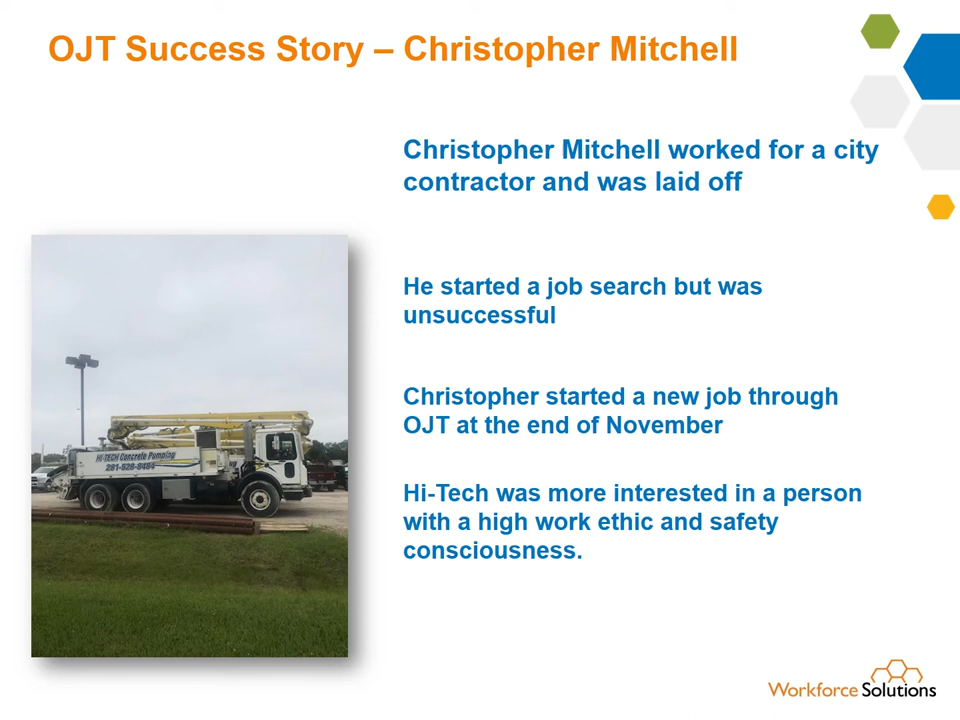 OJT Success Story – Christopher Mitchell
Christopher Mitchell worked for a city
contractor and was laid off
He started a job search but was
unsuccessful
Christopher started a new job through
OJT at the end of November
Hi-Tech was more interested in a person
with a high work ethic and safety
consciousness.
Hi-TECH Concrete Pumping
281-528-8484
Workforce Solutions